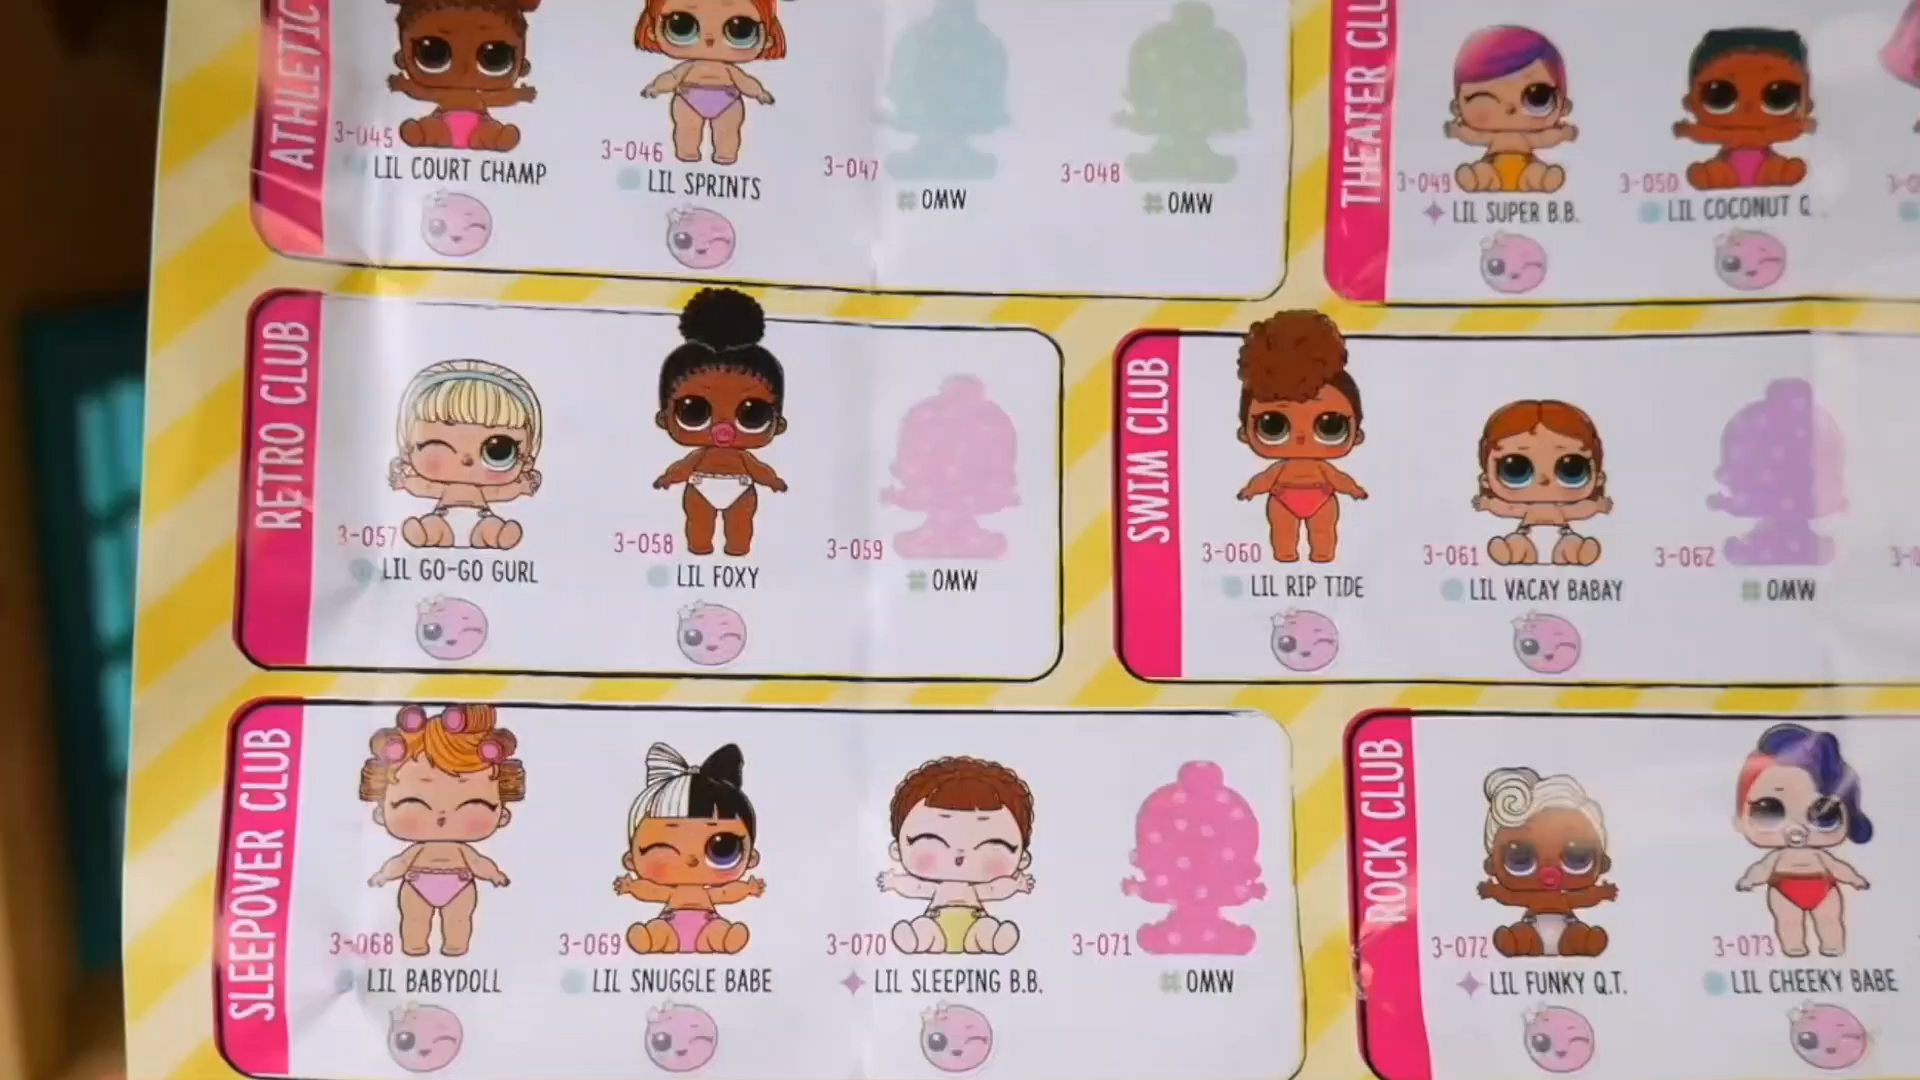 ATHLETIC
3-045
LIL COURT CHAMP
3-046
LIL SPRINTS
3-047
#OMW
3-048
#OMW
THEATER CLU
3-049
LIL SUPER B.B.
3-050
LIL COCONUT Q
RETRO CLUB
3-057
LIL GO-GO GURL
3-058
LIL FOXY
3-059
#OMW
SWIM CLUB
3-060
LIL RIP TIDE
3-061
LIL VACAY BABAY
3-062
#OMW
SLEEPOVER CLUB
3-068
LIL BABYDOLL
3-069
LIL SNUGGLE BABE
3-070
LIL SLEEPING B.B.
3-071
#OMW
ROCK CLUB
3-072
LIL FUNKY Q.T.
3-073
LIL CHEEKY BABE